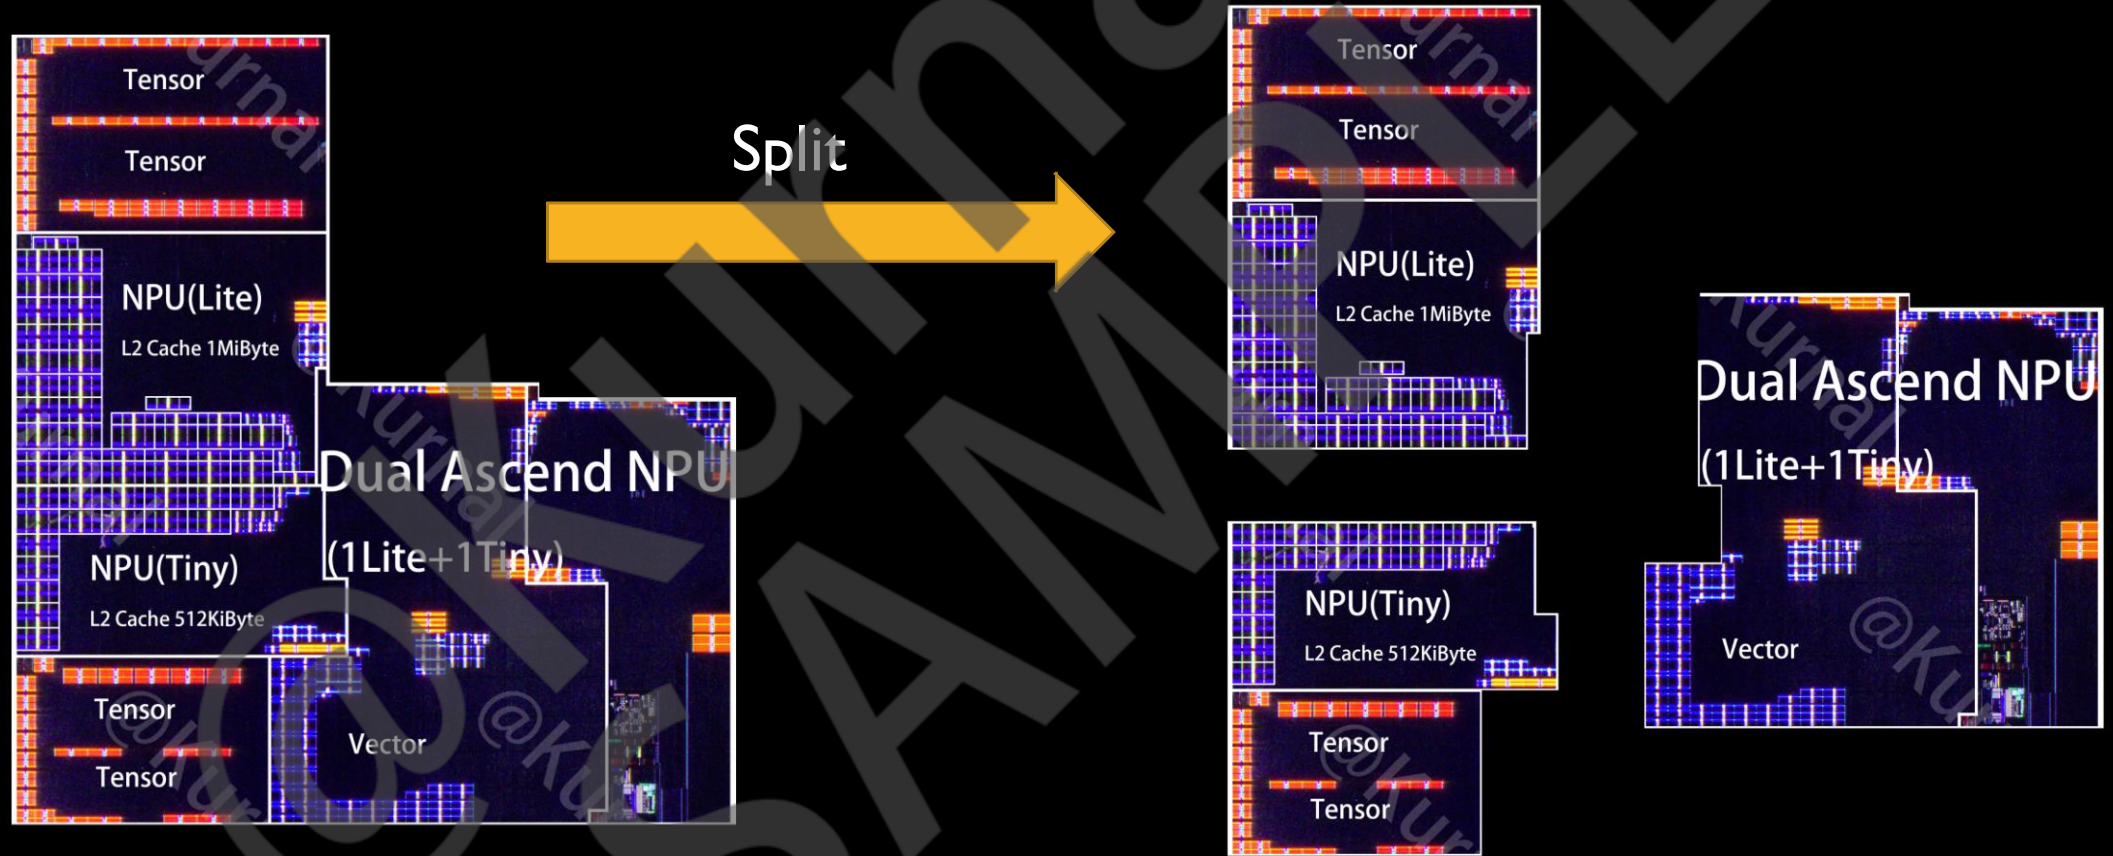 Tensor
Tensor
NPU(Lite)
L2 Cache 1MiByte
Dual Ascend NPU
(1Lite+1Tiny)
NPU(Tiny)
L2 Cache 512KiByte
Tensor
Tensor
Vector
Split
Tensor
Tensor
NPU(Lite)
L2 Cache 1MiByte
NPU(Tiny)
L2 Cache 512KiByte
Tensor
Tensor
Dual Ascend NPU
(1Lite+1Tiny)
Vector
@Kurnal
SAMPLE